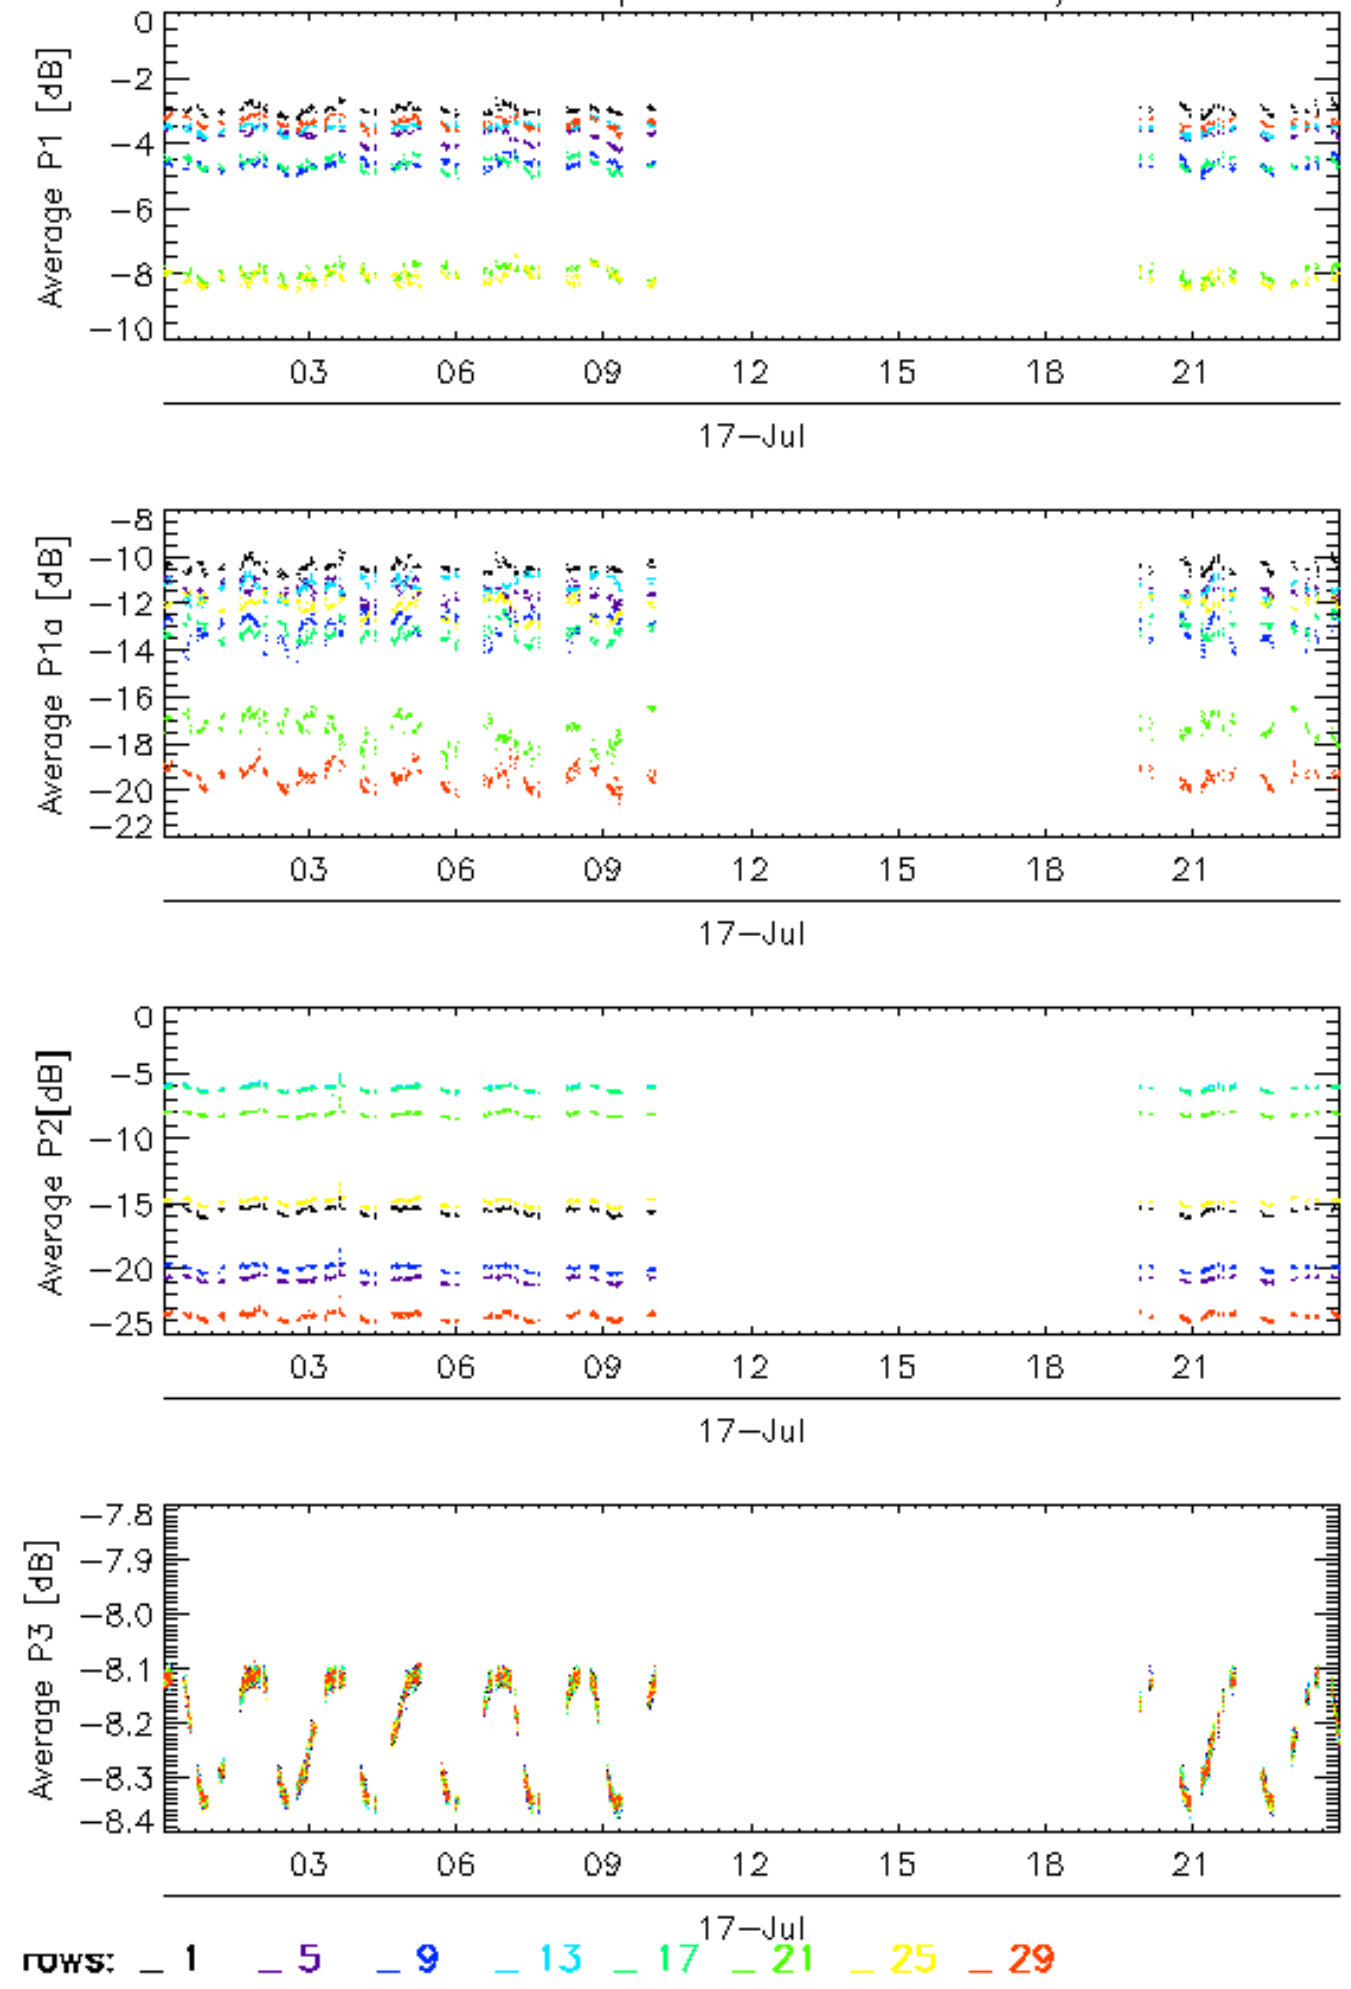 Average P1 [dB]
0
−2
−4
−6
−8
−10
03 06 09 12 15 18 21
17−Jul
Average P1a [dB]
−8
−10
−12
−14
−16
−18
−20
−22
03 06 09 12 15 18 21
17−Jul
Average P2[dB]
0
−5
−10
−15
−20
−25
03 06 09 12 15 18 21
17−Jul
Average P3 [dB]
−7.8
−7.9
−8.0
−8.1
−8.2
−8.3
−8.4
03 06 09 12 15 18 21
17−Jul
rows: _ 1 _ 5 _ 9 _ 13 _ 17 _ 21 _ 25 _ 29